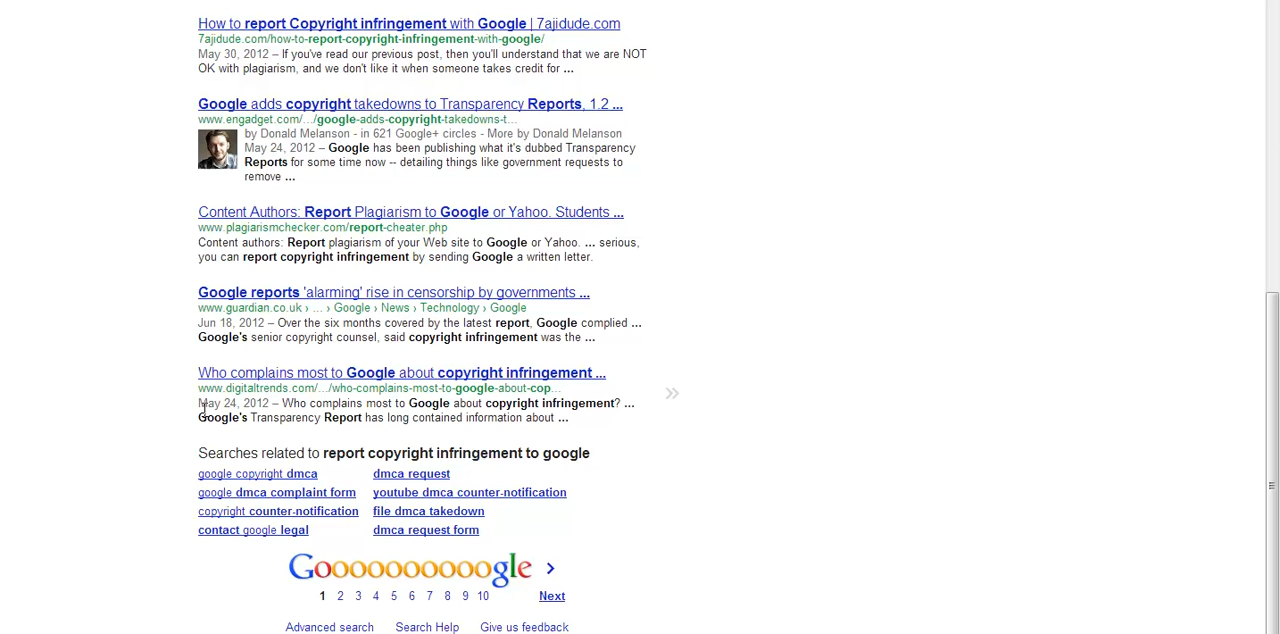 How to report Copyright infringement with Google | 7ajidude.com
7ajidude.com/how-to-report-copyright-infringement-with-google/
May 30, 2012 – If you've read our previous post, then you'll understand that we are NOT
OK with plagiarism, and we don't like it when someone takes credit for ...
Google adds copyright takedowns to Transparency Reports, 1.2 ...
www.engadget.com/.../google-adds-copyright-takedowns-t...
by Donald Melanson - in 621 Google+ circles - More by Donald Melanson
May 24, 2012 – Google has been publishing what it's dubbed Transparency
Reports for some time now -- detailing things like government requests to
remove ...
Content Authors: Report Plagiarism to Google or Yahoo. Students ...
www.plagiarismchecker.com/report-cheater.php
Content authors: Report plagiarism of your Web site to Google or Yahoo. ... serious,
you can report copyright infringement by sending Google a written letter.
Google reports 'alarming' rise in censorship by governments ...
www.guardian.co.uk › ... › Google › News › Technology › Google
Jun 18, 2012 – Over the six months covered by the latest report, Google complied ...
Google's senior copyright counsel, said copyright infringement was the ...
Who complains most to Google about copyright infringement ...
www.digitaltrends.com/.../who-complains-most-to-google-about-cop...
May 24, 2012 – Who complains most to Google about copyright infringement? ...
Google's Transparency Report has long contained information about ...
»
Searches related to report copyright infringement to google
google copyright dmca dmca request
google dmca complaint form youtube dmca counter-notification
copyright counter-notification file dmca takedown
contact google legal dmca request form
Goooooooooogle >
1 2 3 4 5 6 7 8 9 10 Next
Advanced search Search Help Give us feedback